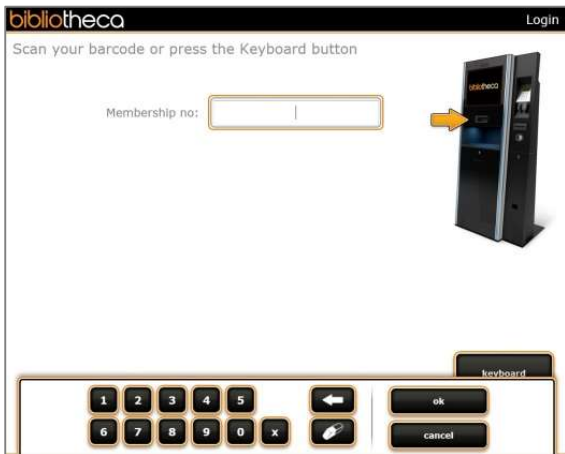 bibliotheca Login
Scan your barcode or press the Keyboard button
bibliotheca
Membership no:
keyboard
1 2 3 4 5
ok
6 7 8 9 0 x
cancel